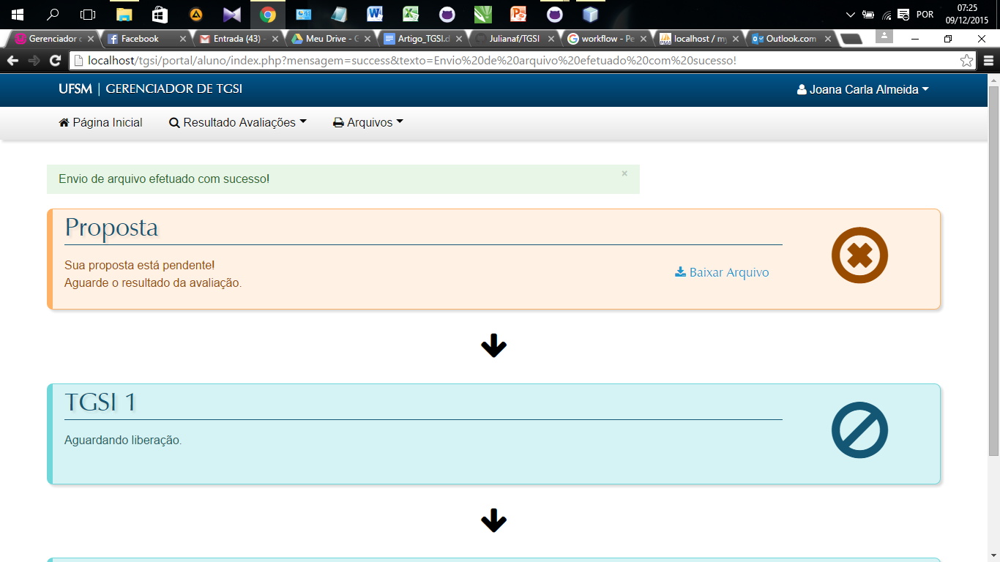 07:25
POR
09/12/2015
Gerenciador d
Facebook
Entrada (43) -
Meu Drive - G
Artigo_TGSI.d
Julianaf/TGSI
workflow - Pe
localhost / my
Outlook.com
localhost/tgsi/portal/aluno/index.php?mensagem=success&texto=Envio%20de%20arquivo%20efetuado%20com%20sucesso!
UFSM | GERENCIADOR DE TGSI
Joana Carla Almeida
Página Inicial
Resultado Avaliações
Arquivos
Envio de arquivo efetuado com sucesso!
×
Proposta
Sua proposta está pendente!
Aguarde o resultado da avaliação.
Baixar Arquivo
TGSI 1
Aguardando liberação.